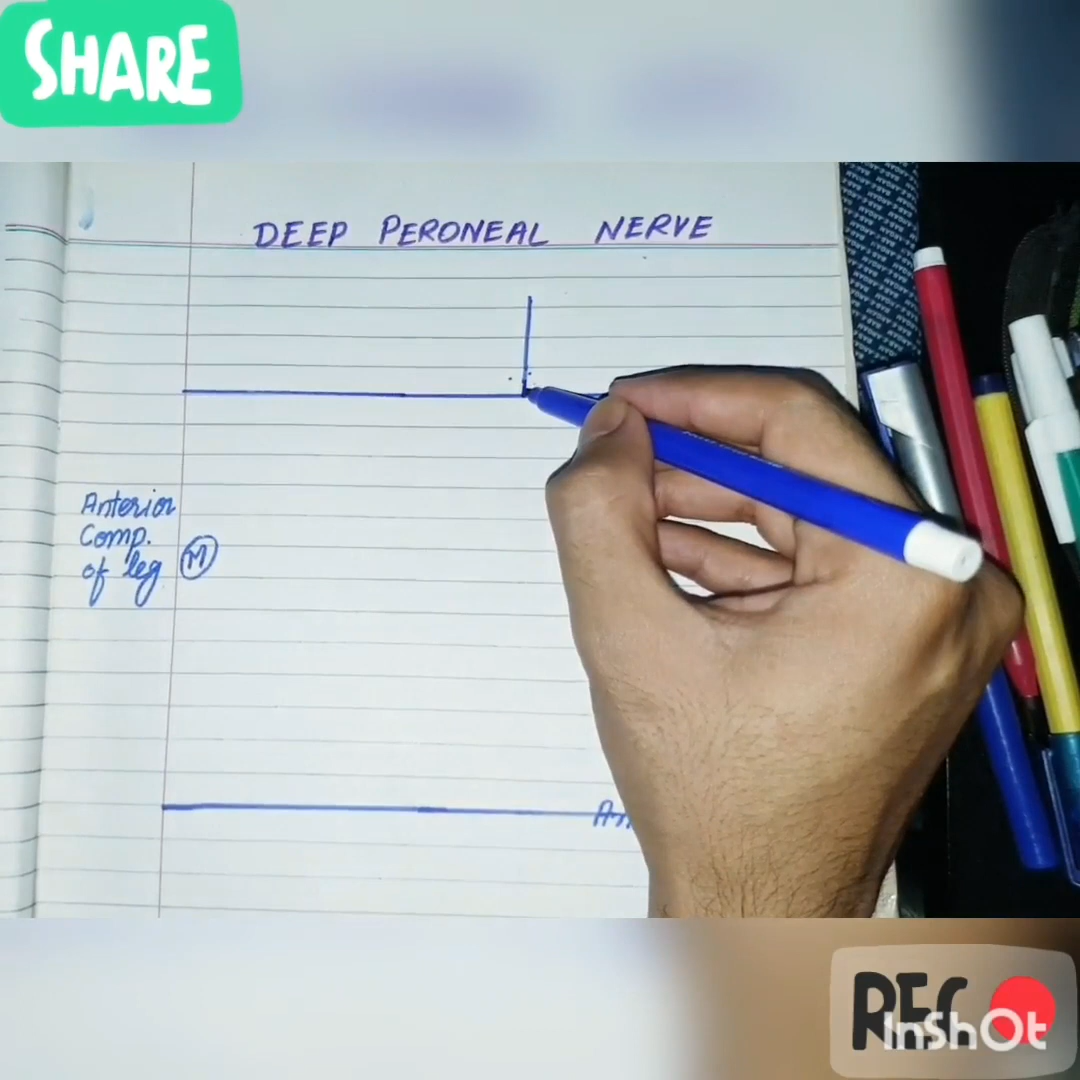 SHARE
DEEP PERONEAL NERVE
Anterior
Comp.
of leg M
REC
InShOt